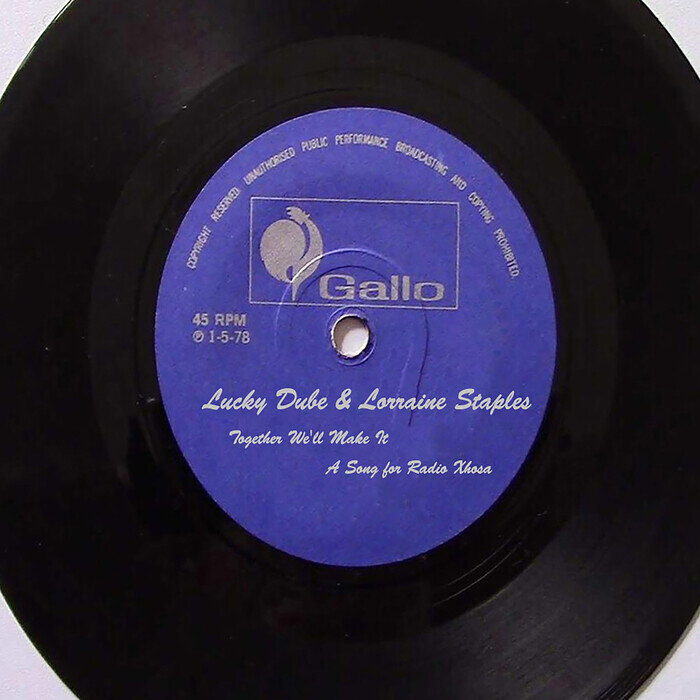 COPYRIGHT RESERVED UNAUTHORISED PUBLIC PERFORMANCE BROADCASTING AND COPYING PROHIBITED.
Gallo
45 RPM
℗ 1-5-78
Lucky Dube & Lorraine Staples
Together We'll Make It
A Song for Radio Xhosa